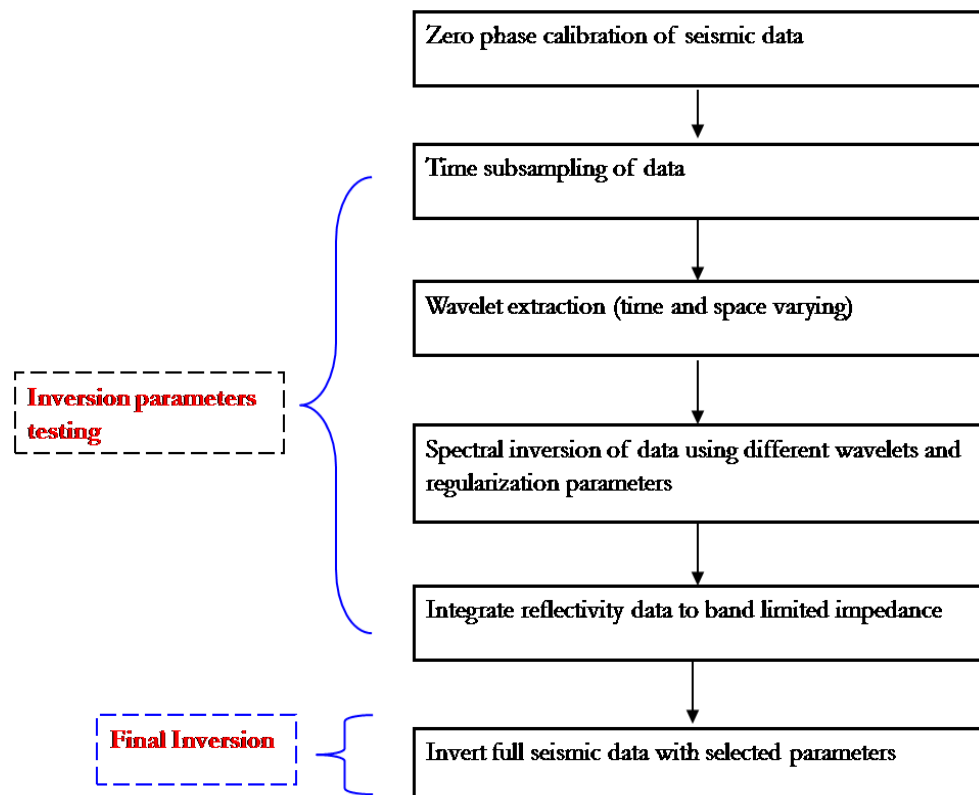 Zero phase calibration of seismic data
Time subsampling of data
Wavelet extraction (time and space varying)
Inversion parameters
testing
Spectral inversion of data using different wavelets and
regularization parameters
Integrate reflectivity data to band limited impedance
Final Inversion
Invert full seismic data with selected parameters